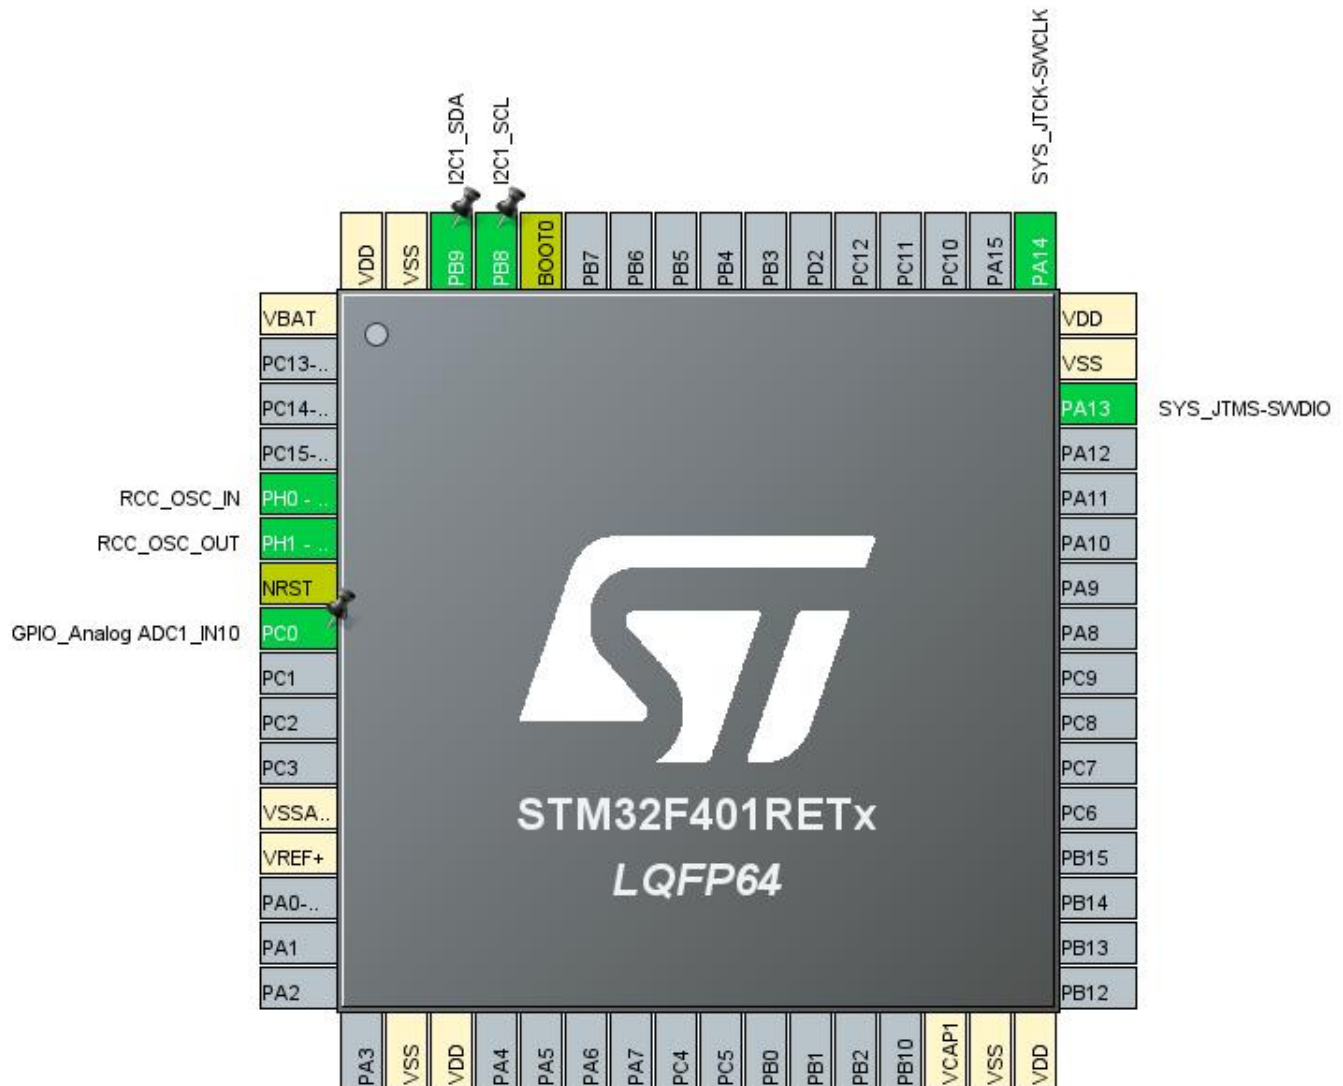 SYS_JTCK-SWCLK
I2C1_SDA
I2C1_SCL
VDD
VSS
PB9
PB8
BOOT0
PB7
PB6
PB5
PB4
PB3
PD2
PC12
PC11
PC10
PA15
PA14
VBAT
PC13-..
PC14-..
PC15-..
RCC_OSC_IN PH0 - ..
RCC_OSC_OUT PH1 - ..
NRST
GPIO_Analog ADC1_IN10 PC0
PC1
PC2
PC3
VSSA..
VREF+
PA0-..
PA1
PA2
ST
STM32F401RETx
LQFP64
VDD
VSS
PA13 SYS_JTMS-SWDIO
PA12
PA11
PA10
PA9
PA8
PC9
PC8
PC7
PC6
PB15
PB14
PB13
PB12
PA3
VSS
VDD
PA4
PA5
PA6
PA7
PC4
PC5
PB0
PB1
PB2
PB10
VCAP1
VSS
VDD